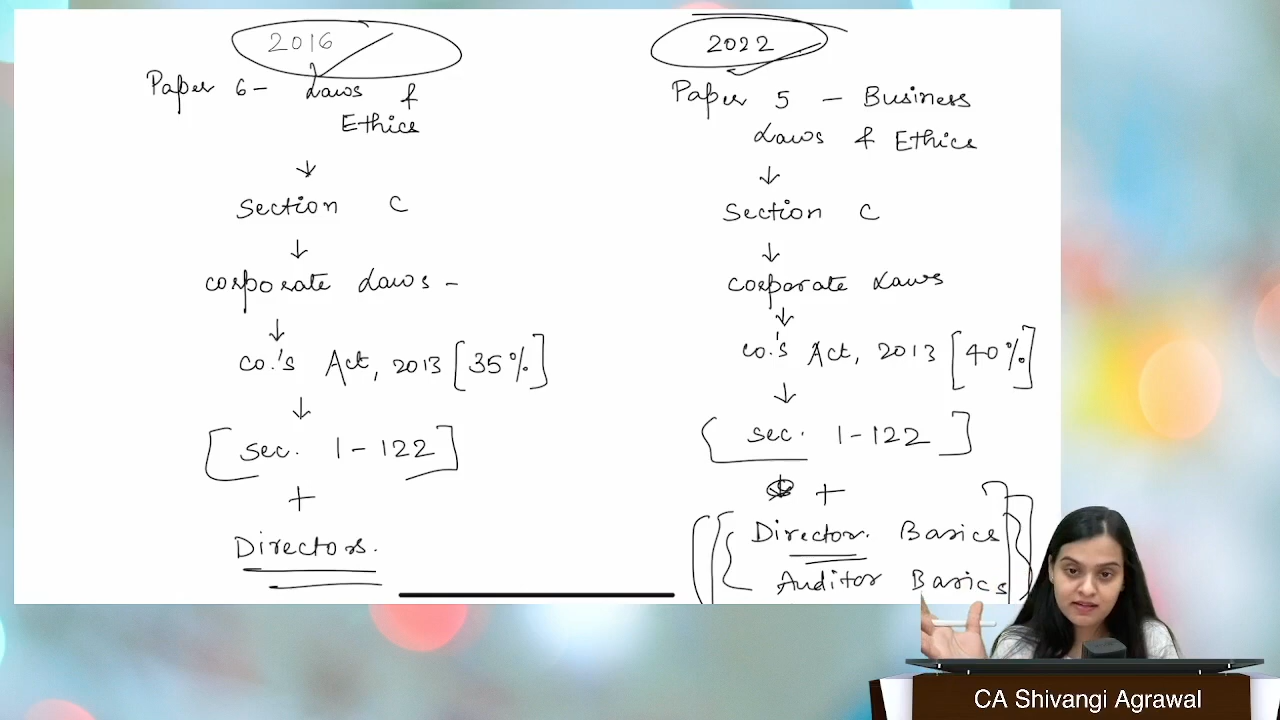 2016
Paper 6 - Laws &
Ethics
↓
Section C
↓
corporate Laws -
↓
co.'s Act, 2013 [35%]
↓
[sec. 1-122]
+
Directors.
2022
Paper 5 - Business
Laws & Ethics
↓
Section C
↓
corporate Laws
↓
co.'s Act, 2013 [40%]
↓
[sec. 1-122]
+
Director Basics
Auditor Basics
CA Shivangi Agrawal